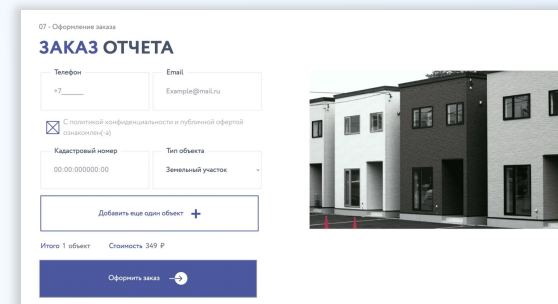 07 - Оформление заказа
ЗАКАЗ ОТЧЕТА
Телефон
Email
+7______
Example@mail.ru
С политикой конфиденциальности и публичной офертой
ознакомлен(-а)
Кадастровый номер
Тип объекта
00:00:000000:00
Земельный участок
Добавить еще один объект +
Итого 1 объект Стоимость 349 ₽
Оформить заказ